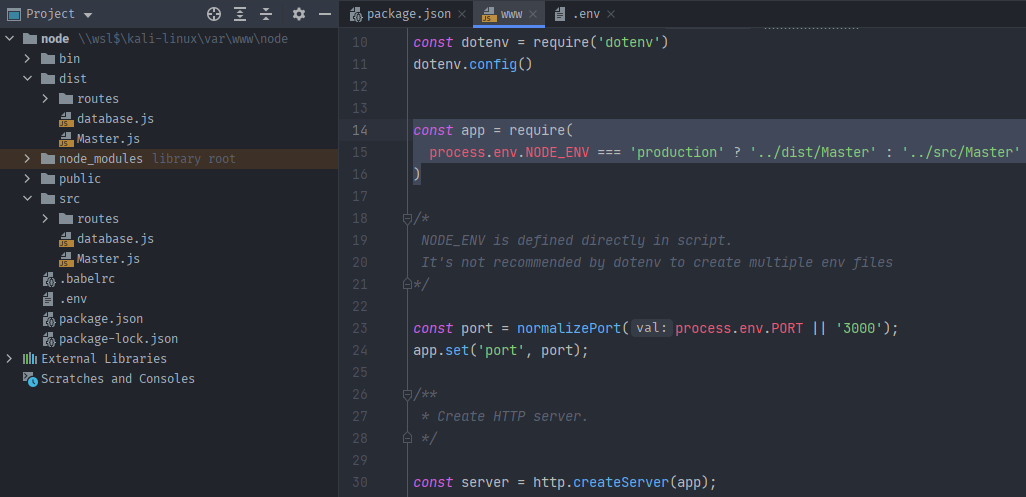 Project
node \\wsl$\kali-linux\var\www\node
bin
dist
routes
database.js
Master.js
node_modules library root
public
src
routes
database.js
Master.js
.babelrc
.env
package.json
package-lock.json
External Libraries
Scratches and Consoles
package.json
www
.env
10 const dotenv = require('dotenv')
11 dotenv.config()
12
13
14 const app = require(
15 process.env.NODE_ENV === 'production' ? '../dist/Master' : '../src/Master'
16 )
17
18 /*
19 NODE_ENV is defined directly in script.
20 It's not recommended by dotenv to create multiple env files
21 */
22
23 const port = normalizePort( val: process.env.PORT || '3000');
24 app.set('port', port);
25
26 /**
27 * Create HTTP server.
28 */
29
30 const server = http.createServer(app);